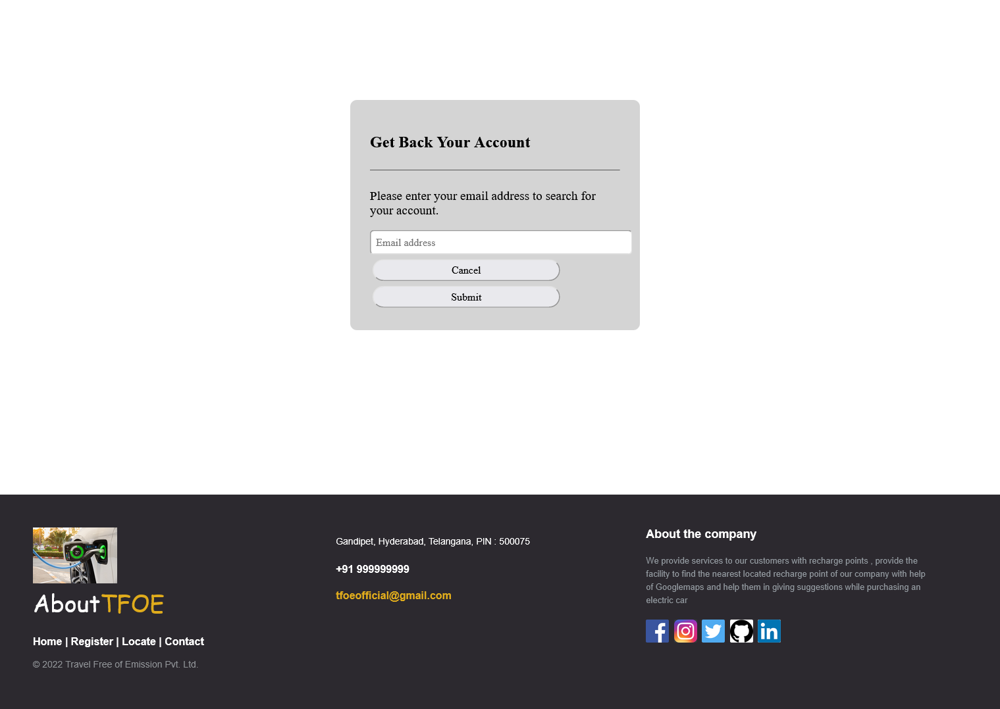 Get Back Your Account
Please enter your email address to search for
your account.
Email address
Cancel
Submit
About TFOE
Home | Register | Locate | Contact
© 2022 Travel Free of Emission Pvt. Ltd.
Gandipet, Hyderabad, Telangana, PIN : 500075
+91 999999999
tfoeofficial@gmail.com
About the company
We provide services to our customers with recharge points , provide the
facility to find the nearest located recharge point of our company with help
of Googlemaps and help them in giving suggestions while purchasing an
electric car